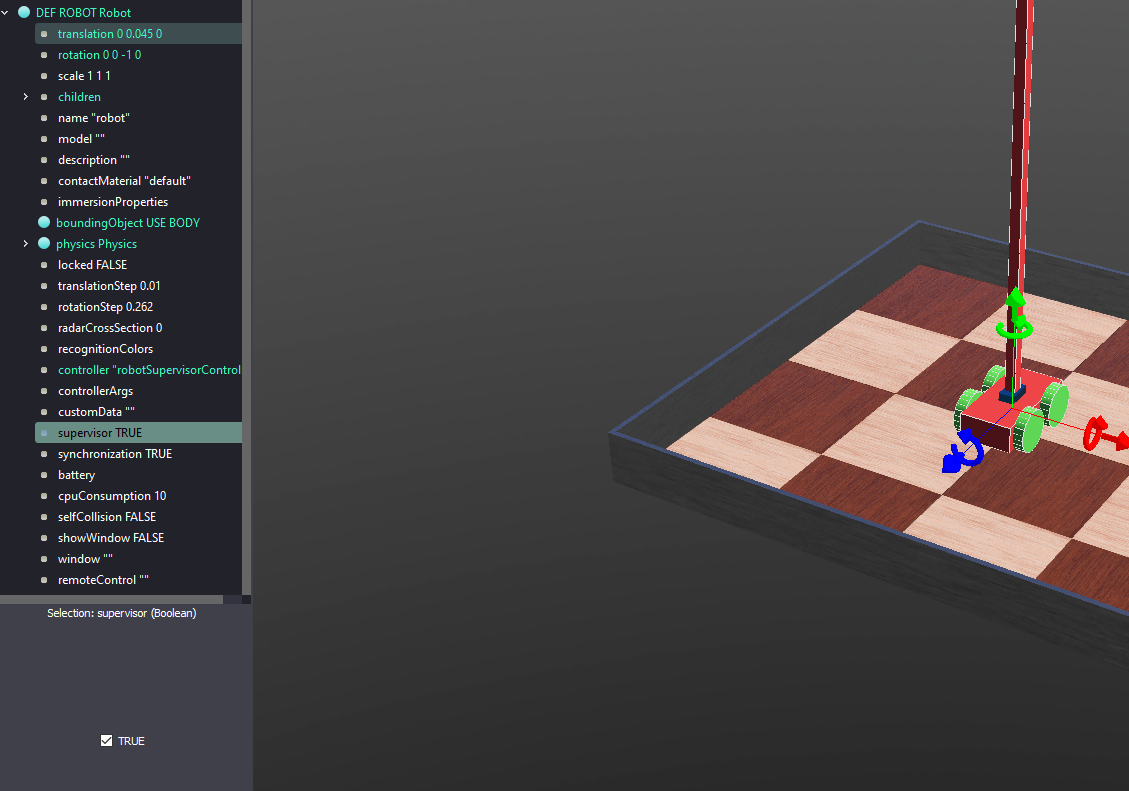 DEF ROBOT Robot
translation 0 0.045 0
rotation 0 0 -1 0
scale 1 1 1
children
name "robot"
model ""
description ""
contactMaterial "default"
immersionProperties
boundingObject USE BODY
physics Physics
locked FALSE
translationStep 0.01
rotationStep 0.262
radarCrossSection 0
recognitionColors
controller "robotSupervisorControl
controllerArgs
customData ""
supervisor TRUE
synchronization TRUE
battery
cpuConsumption 10
selfCollision FALSE
showWindow FALSE
window ""
remoteControl ""
Selection: supervisor (Boolean)
TRUE